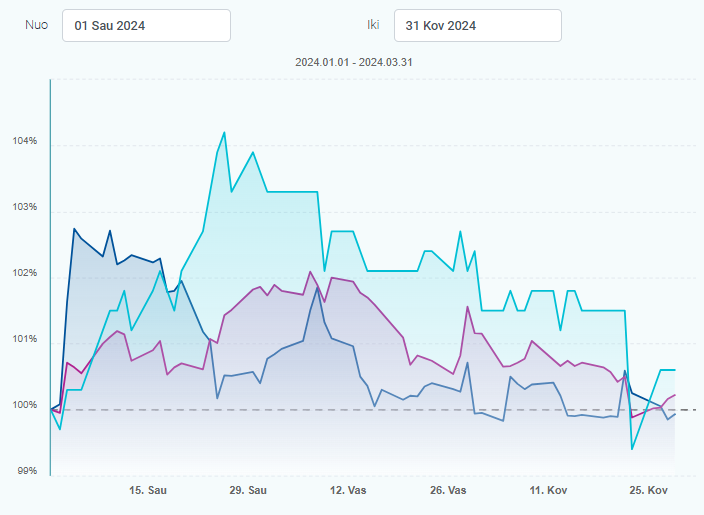 Nuo 01 Sau 2024 Iki 31 Kov 2024
2024.01.01 - 2024.03.31
104%
103%
102%
101%
100%
99%
15. Sau 29. Sau 12. Vas 26. Vas 11. Kov 25. Kov